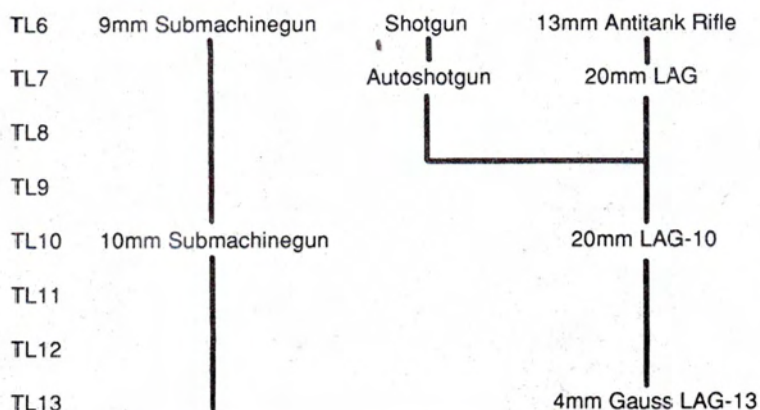 TL6 9mm Submachinegun Shotgun 13mm Antitank Rifle
TL7 Autoshotgun 20mm LAG
TL8
TL9
TL10 10mm Submachinegun 20mm LAG-10
TL11
TL12
TL13 4mm Gauss LAG-13